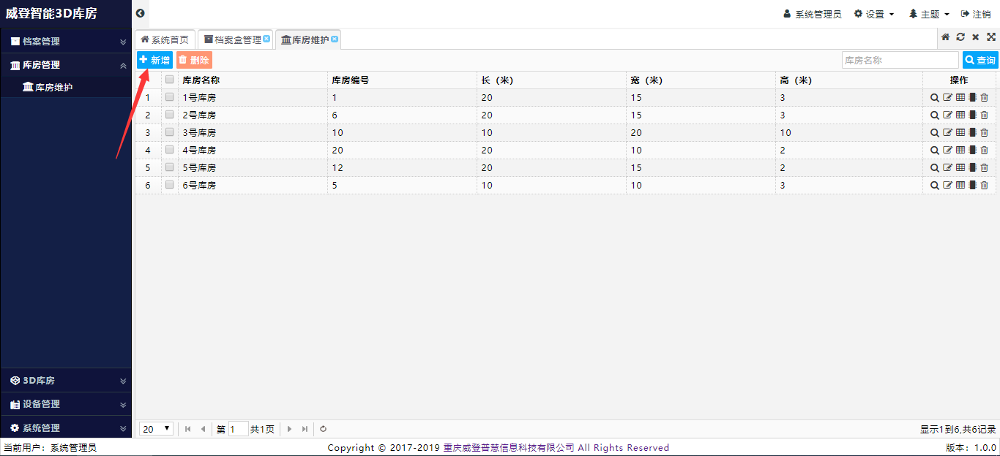 威登智能3D库房
系统管理员 设置 主题 注销
档案管理
库房管理
库房维护
3D库房
设备管理
系统管理
系统首页 档案盒管理 库房维护
新增 删除
库房名称 查询
库房名称 库房编号 长（米） 宽（米） 高（米） 操作
1 1号库房 1 20 15 3
2 2号库房 6 20 15 3
3 3号库房 10 10 20 10
4 4号库房 20 20 10 2
5 5号库房 12 20 15 2
6 6号库房 5 10 10 3
20 第 1 共1页 显示1到6,共6记录
当前用户：系统管理员 Copyright © 2017-2019 重庆威登普慧信息科技有限公司 All Rights Reserved 版本：1.0.0